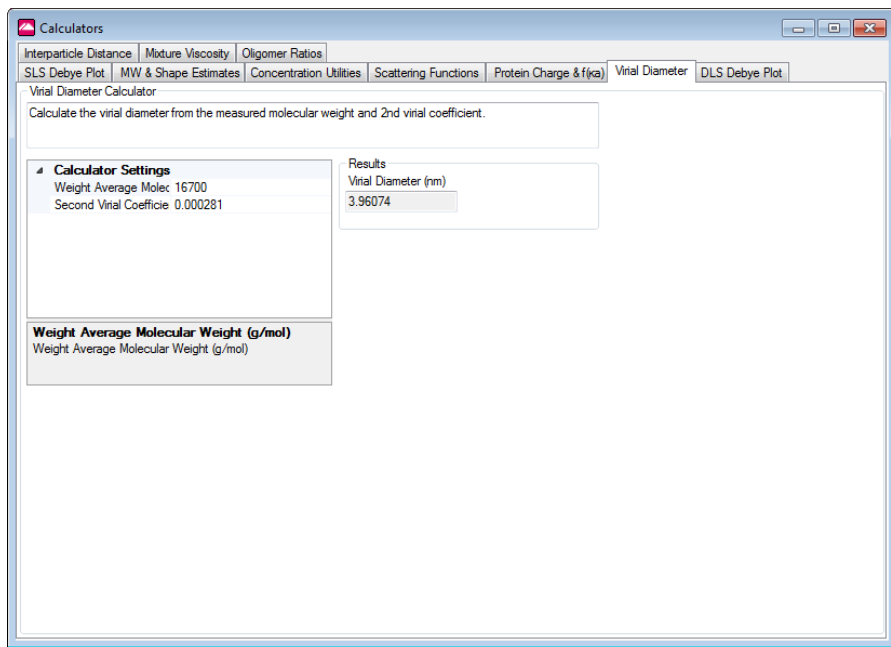 Calculators
Interparticle Distance Mixture Viscosity Oligomer Ratios
SLS Debye Plot MW & Shape Estimates Concentration Utilities Scattering Functions Protein Charge & f(κa) Virial Diameter DLS Debye Plot
Virial Diameter Calculator
Calculate the virial diameter from the measured molecular weight and 2nd virial coefficient.
Calculator Settings
Weight Average Molec 16700
Second Virial Coefficie 0.000281
Results
Virial Diameter (nm)
3.96074
Weight Average Molecular Weight (g/mol)
Weight Average Molecular Weight (g/mol)